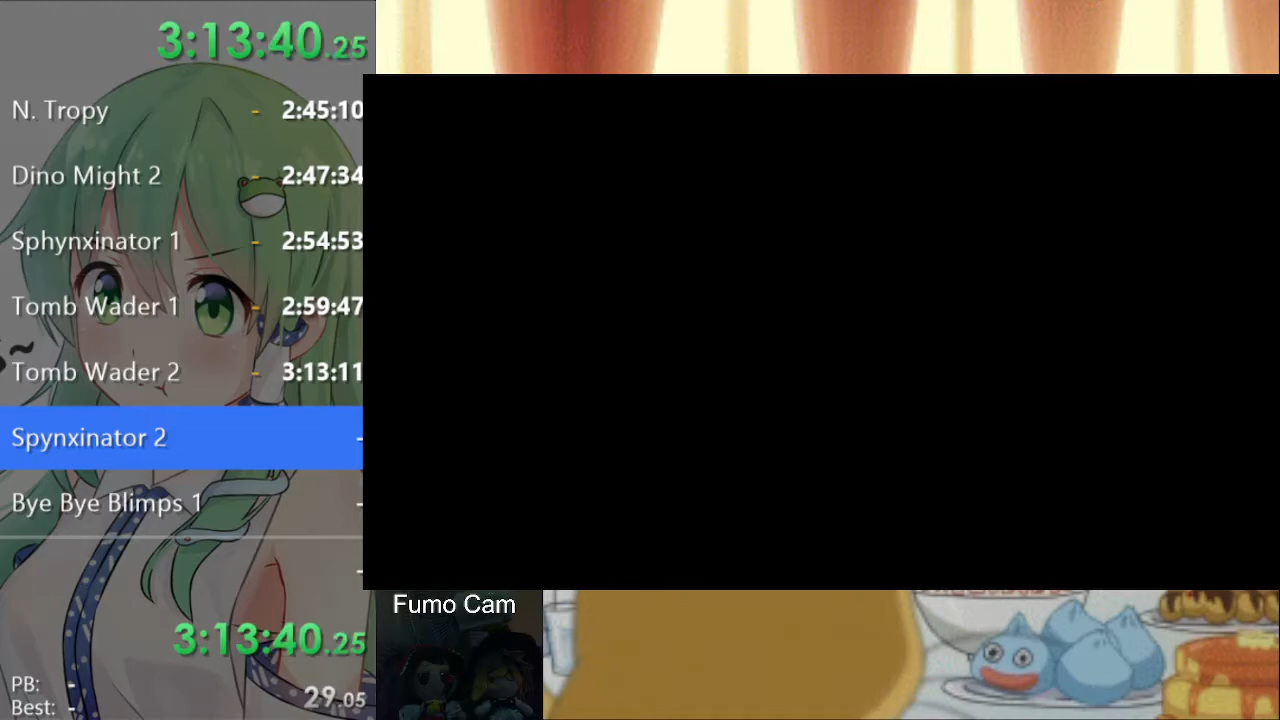 3:13:40.25
N. Tropy - 2:45:10
Dino Might 2 - 2:47:34
Sphynxinator 1 - 2:54:53
Tomb Wader 1 - 2:59:47
Tomb Wader 2 - 3:13:11
Spynxinator 2 -
Bye Bye Blimps 1 -
-
3:13:40.25
PB: -
Best: -
29.05
Fumo Cam